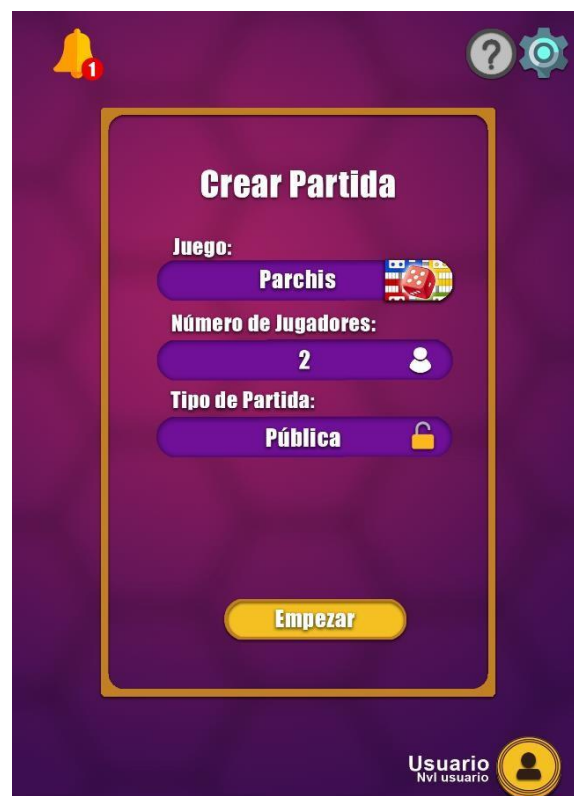 1
?
Crear Partida
Juego:
Parchis
Número de Jugadores:
2
Tipo de Partida:
Pública
Empezar
Usuario
Nvl usuario